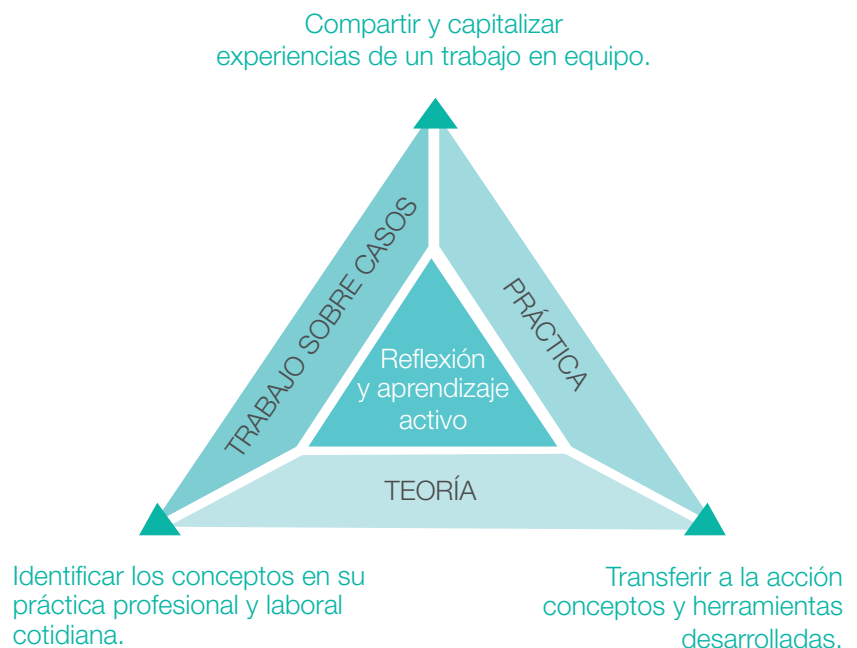 Compartir y capitalizar
experiencias de un trabajo en equipo.
TRABAJO SOBRE CASOS
PRÁCTICA
Reflexión
y aprendizaje
activo
TEORÍA
Identificar los conceptos en su
práctica profesional y laboral
cotidiana.
Transferir a la acción
conceptos y herramientas
desarrolladas.